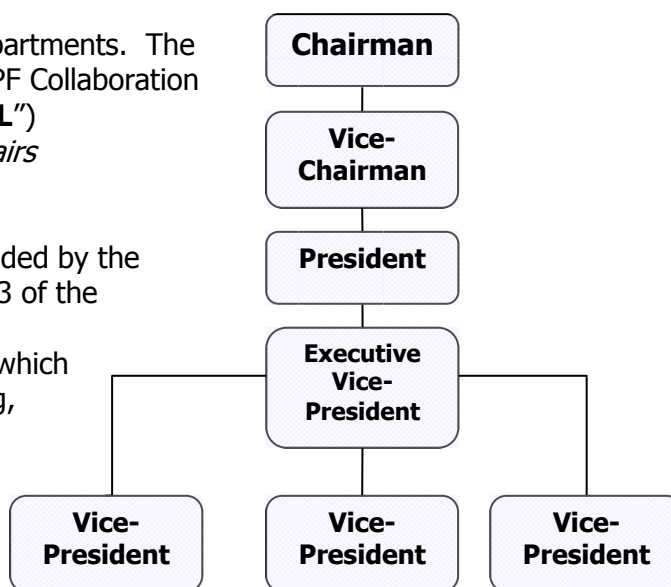 partments. The
PF Collaboration
L”)
airs
ded by the
3 of the
which
g,
Chairman
Vice-
Chairman
President
Executive
Vice-
President
Vice-
President
Vice-
President
Vice-
President